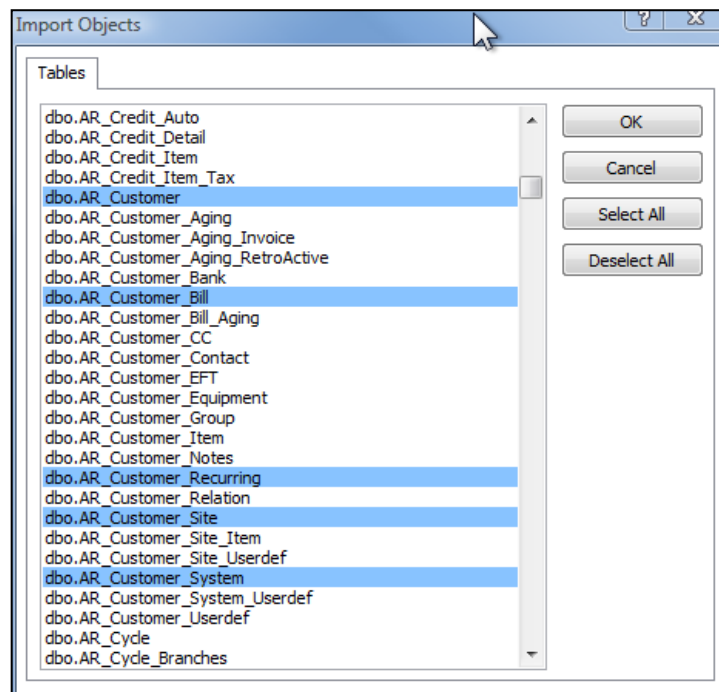 Import Objects
Tables
dbo.AR_Credit_Auto
dbo.AR_Credit_Detail
dbo.AR_Credit_Item
dbo.AR_Credit_Item_Tax
dbo.AR_Customer
dbo.AR_Customer_Aging
dbo.AR_Customer_Aging_Invoice
dbo.AR_Customer_Aging_RetroActive
dbo.AR_Customer_Bank
dbo.AR_Customer_Bill
dbo.AR_Customer_Bill_Aging
dbo.AR_Customer_CC
dbo.AR_Customer_Contact
dbo.AR_Customer_EFT
dbo.AR_Customer_Equipment
dbo.AR_Customer_Group
dbo.AR_Customer_Item
dbo.AR_Customer_Notes
dbo.AR_Customer_Recurring
dbo.AR_Customer_Relation
dbo.AR_Customer_Site
dbo.AR_Customer_Site_Item
dbo.AR_Customer_Site_Userdef
dbo.AR_Customer_System
dbo.AR_Customer_System_Userdef
dbo.AR_Customer_Userdef
dbo.AR_Cycle
dbo.AR_Cycle_Branches
OK
Cancel
Select All
Deselect All